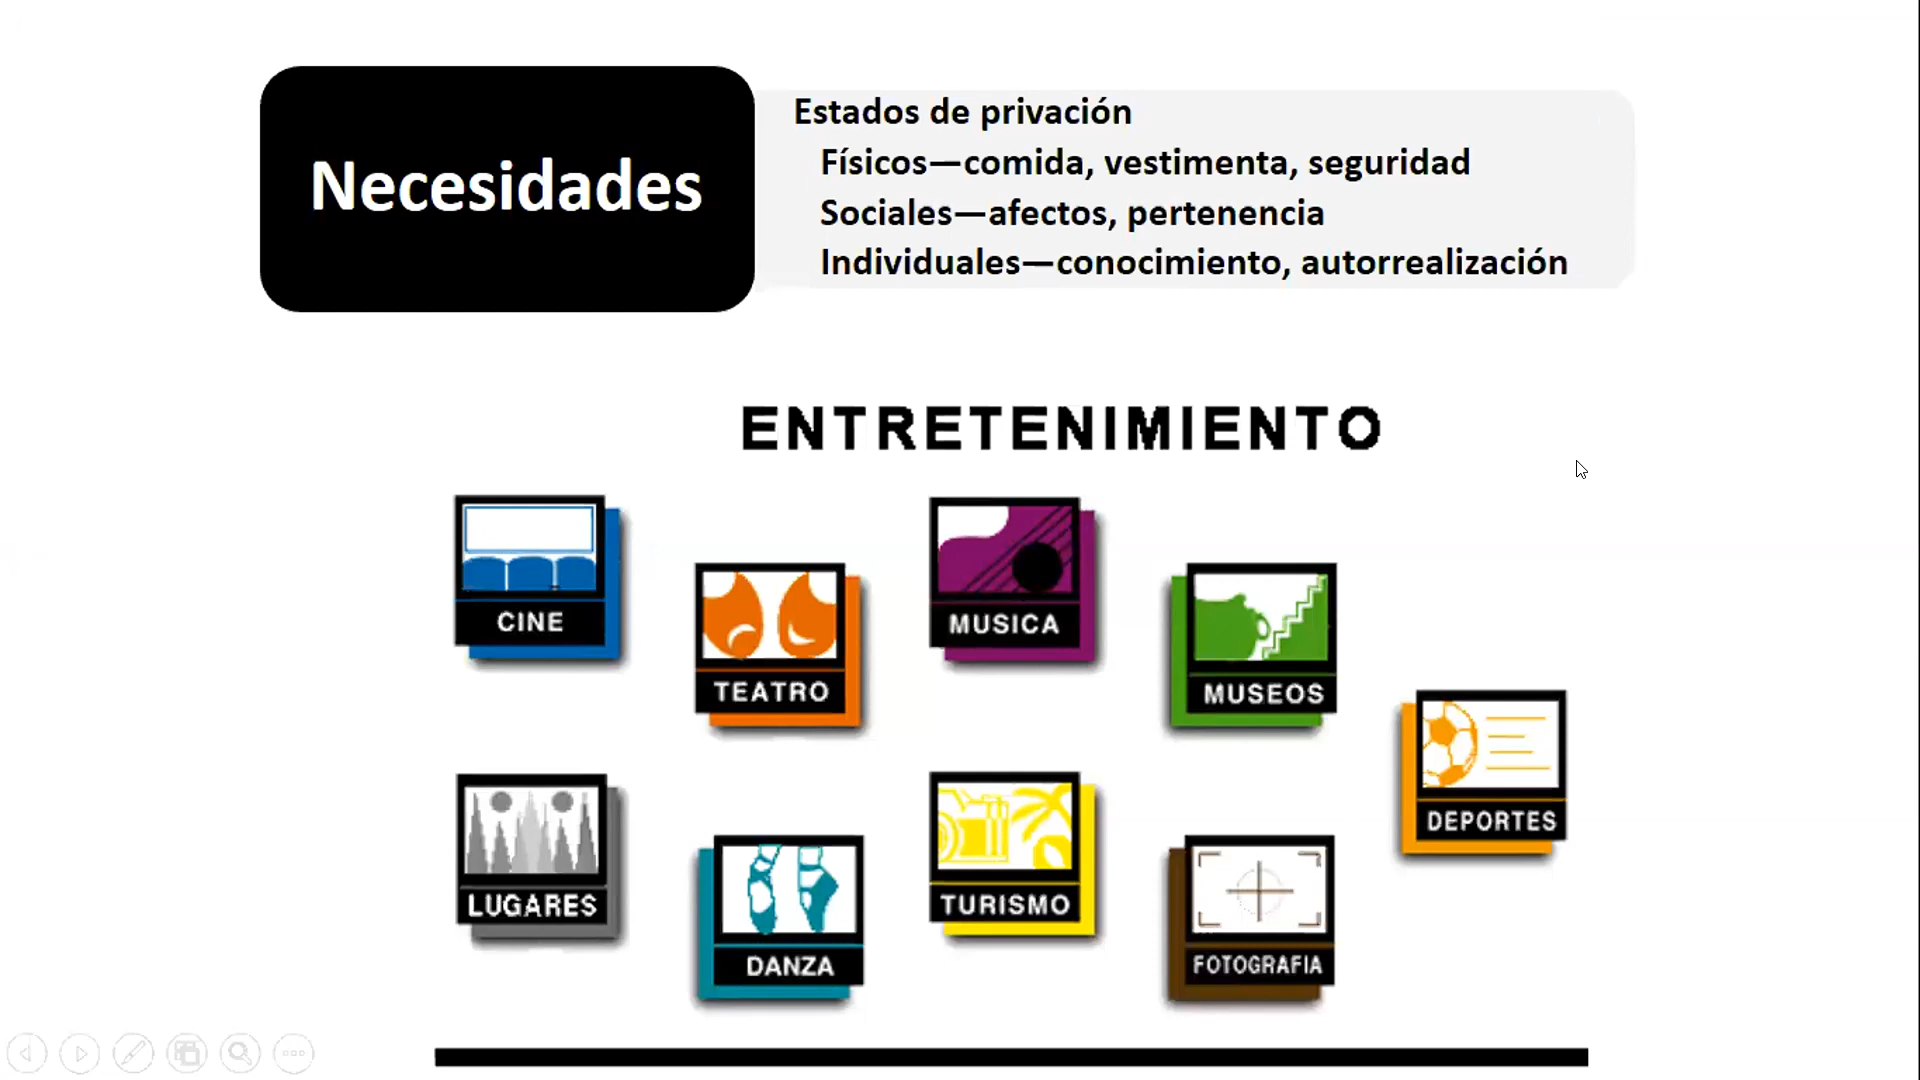 Necesidades
Estados de privación
Físicos—comida, vestimenta, seguridad
Sociales—afectos, pertenencia
Individuales—conocimiento, autorrealización
ENTRETENIMIENTO
CINE
TEATRO
MUSICA
MUSEOS
DEPORTES
LUGARES
DANZA
TURISMO
FOTOGRAFIA